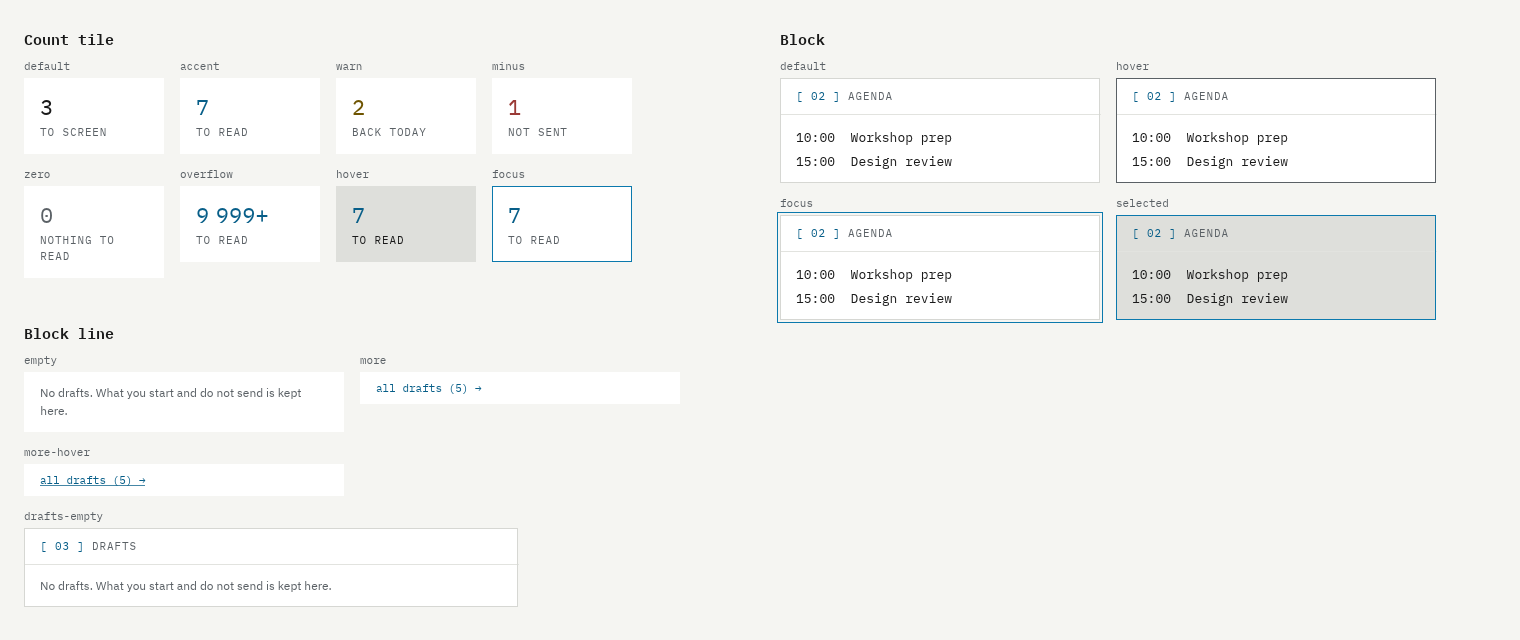 Count tile
default accent warn minus
3 7 2 1
TO SCREEN TO READ BACK TODAY NOT SENT
zero overflow hover focus
0 9 999+ 7 7
NOTHING TO TO READ TO READ TO READ
READ
Block line
empty more
No drafts. What you start and do not send is kept all drafts (5) →
here.
more-hover
all drafts (5) →
drafts-empty
[ 03 ] DRAFTS
No drafts. What you start and do not send is kept here.
Block
default hover
[ 02 ] AGENDA [ 02 ] AGENDA
10:00 Workshop prep 10:00 Workshop prep
15:00 Design review 15:00 Design review
focus selected
[ 02 ] AGENDA [ 02 ] AGENDA
10:00 Workshop prep 10:00 Workshop prep
15:00 Design review 15:00 Design review